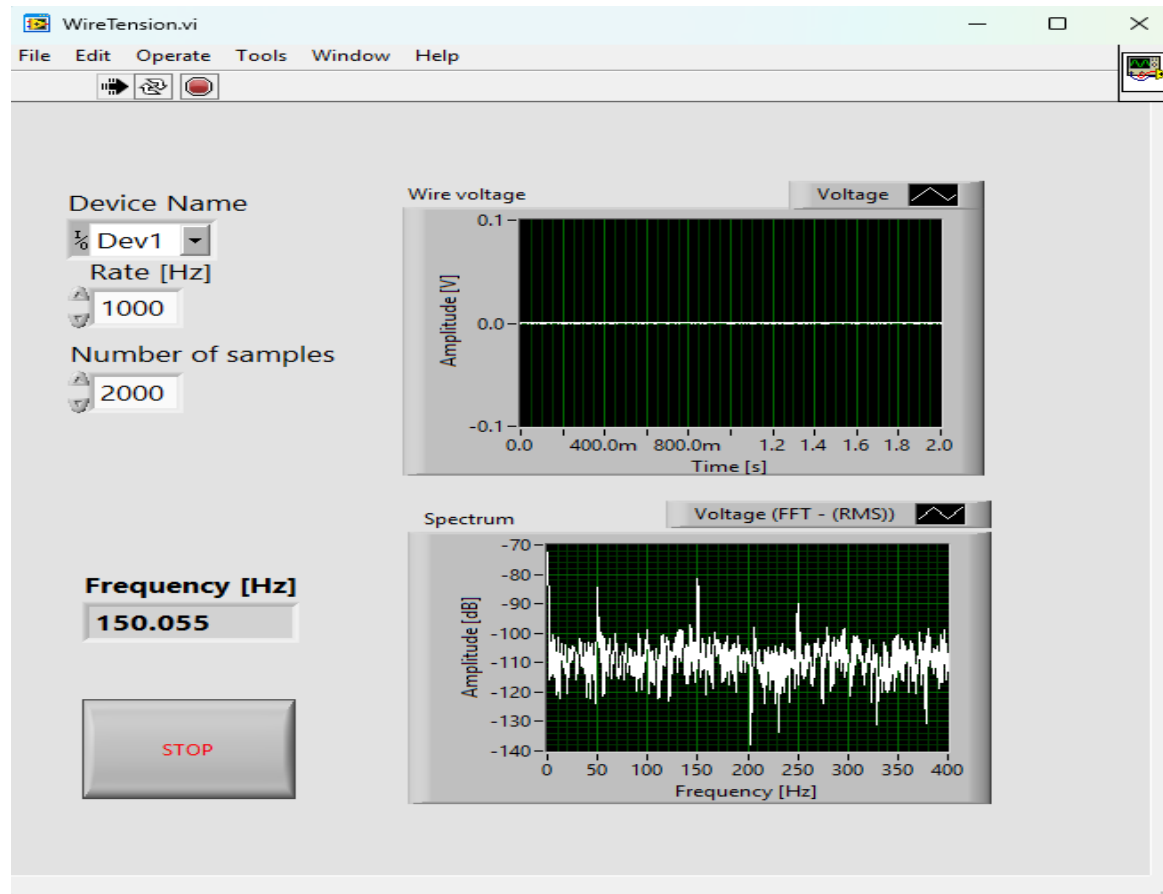 WireTension.vi
File Edit Operate Tools Window Help
Device Name
Dev1
Rate [Hz]
1000
Number of samples
2000
Wire voltage
Voltage
0.1
0.0
-0.1
Amplitude [V]
0.0 400.0m 800.0m 1.2 1.4 1.6 1.8 2.0
Time [s]
Frequency [Hz]
150.055
STOP
Spectrum
Voltage (FFT - (RMS))
-70
-80
-90
-100
-110
-120
-130
-140
Amplitude [dB]
0 50 100 150 200 250 300 350 400
Frequency [Hz]